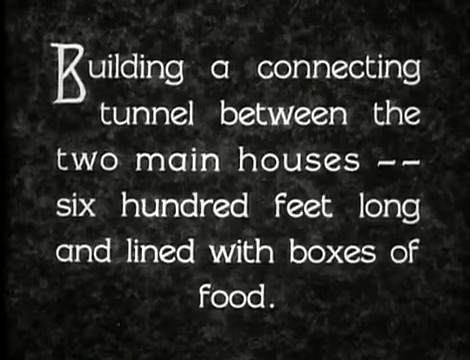 Building a connecting
tunnel between the
two main houses --
six hundred feet long
and lined with boxes of
food.